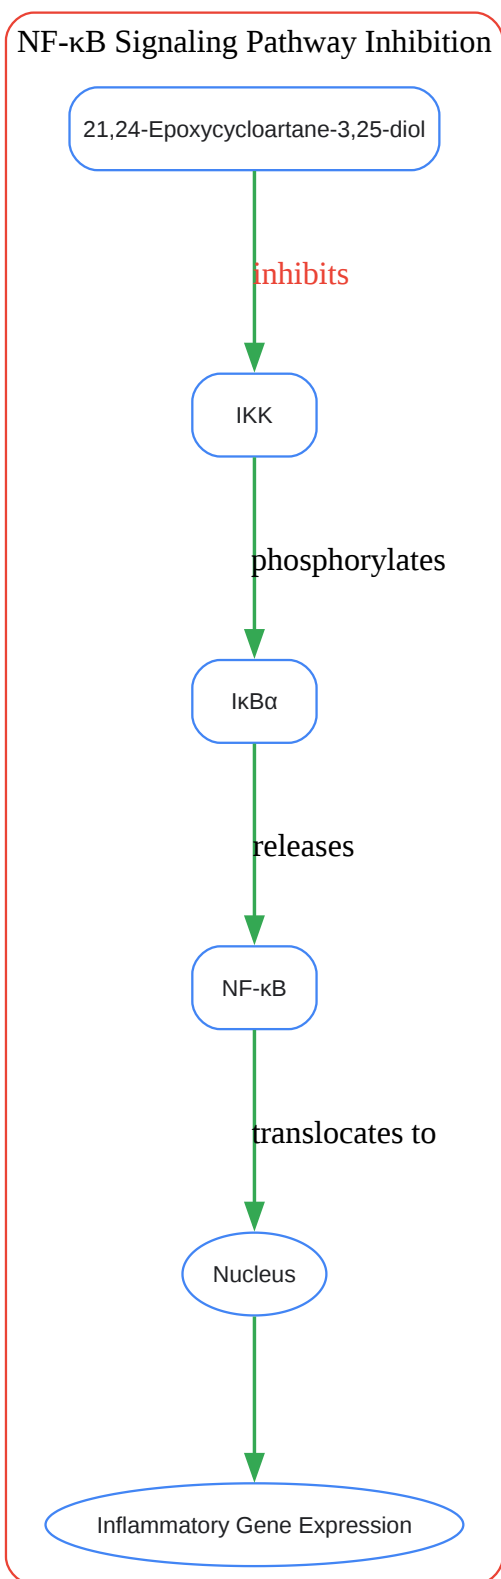 NF-κB Signaling Pathway Inhibition
21,24-Epoxycycloartane-3,25-diol
inhibits
IKK
phosphorylates
IκBα
releases
NF-κB
translocates to
Nucleus
Inflammatory Gene Expression